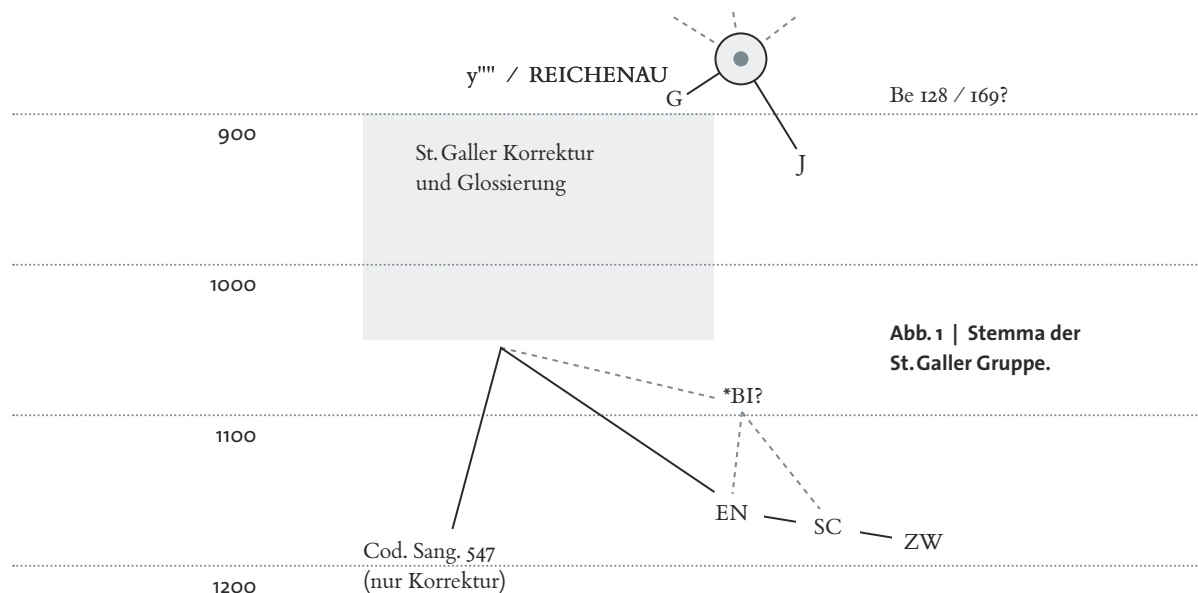 y"" / REICHENAU
G
Be 128 / 169?
900
St. Galler Korrektur
und Glossierung
J
1000
Abb. 1 | Stemma der
St. Galler Gruppe.
*BI?
1100
EN
SC
ZW
Cod. Sang. 547
(nur Korrektur)
1200